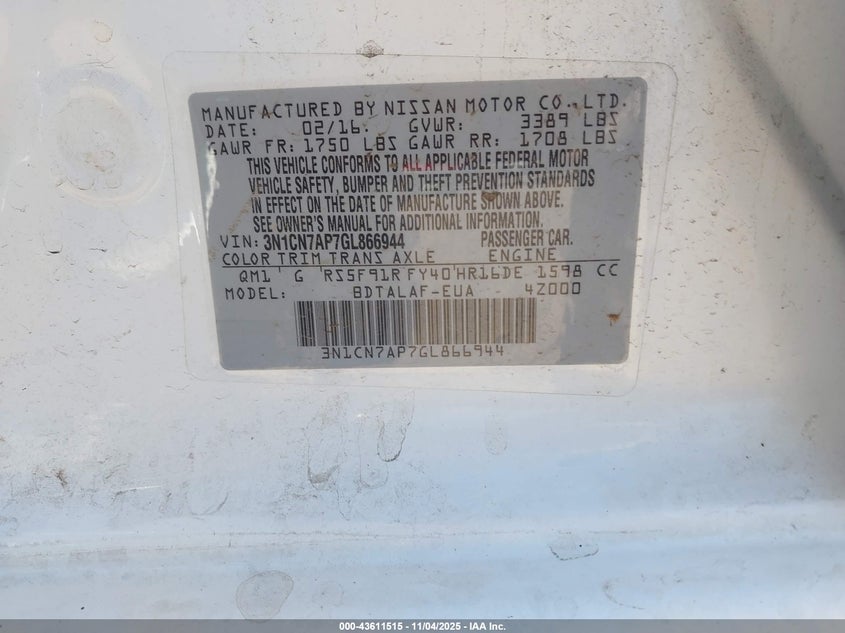 MANUFACTURED BY NISSAN MOTOR CO., LTD.
DATE: 02/16. GVWR: 3389 LBS
GAWR FR: 1750 LBS GAWR RR: 1708 LBS
THIS VEHICLE CONFORMS TO ALL APPLICABLE FEDERAL MOTOR
VEHICLE SAFETY, BUMPER AND THEFT PREVENTION STANDARDS
IN EFFECT ON THE DATE OF MANUFACTURE SHOWN ABOVE.
SEE OWNER'S MANUAL FOR ADDITIONAL INFORMATION.
VIN: 3N1CN7AP7GL866944 PASSENGER CAR.
COLOR TRIM TRANS AXLE ENGINE
QM1 G RS5F91R FY40 HR16DE 1598 CC
MODEL: BDTALAF-EUA 4Z000
3N1CN7AP7GL866944
000-43611515 - 11/04/2025 - IAA Inc.